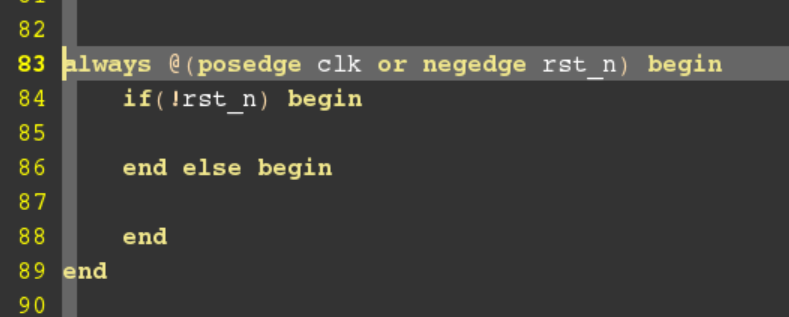 82
83 always @(posedge clk or negedge rst_n) begin
84     if(!rst_n) begin
85
86     end else begin
87
88     end
89 end
90